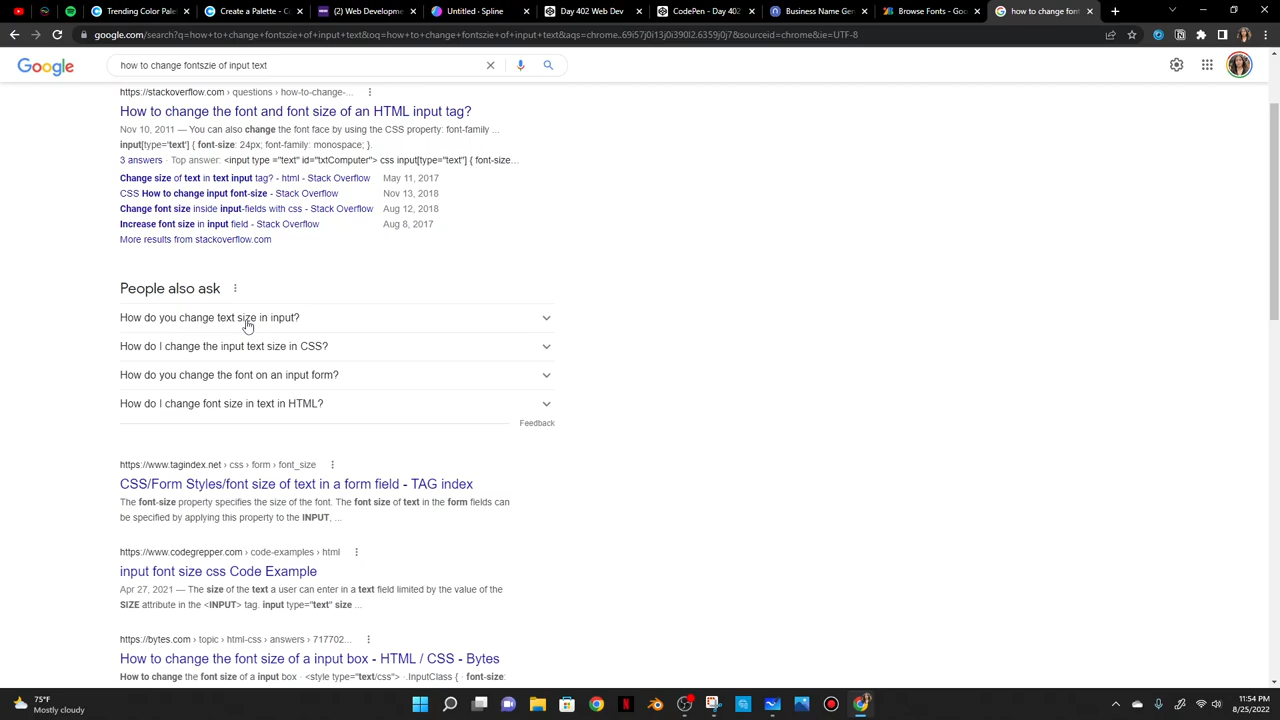 Trending Color Pale
Create a Palette - Co
(2) Web Developme
Untitled - Spline
Day 402 Web Dev
CodePen - Day 402
Business Name Gen
Browse Fonts - Goo
how to change font
google.com/search?q=how+to+change+fontszie+of+input+text&oq=how+to+change+fontszie+of+input+text&aqs=chrome..69i57j0i13j0i390l2.6359j0j7&sourceid=chrome&ie=UTF-8
Google
how to change fontszie of input text
https://stackoverflow.com › questions › how-to-change-...
How to change the font and font size of an HTML input tag?
Nov 10, 2011 — You can also change the font face by using the CSS property: font-family ...
input[type='text'] { font-size: 24px; font-family: monospace; }.
3 answers · Top answer: <input type ="text" id="txtComputer"> css input[type="text"] { font-size...
Change size of text in text input tag? - html - Stack Overflow May 11, 2017
CSS How to change input font-size - Stack Overflow Nov 13, 2018
Change font size inside input-fields with css - Stack Overflow Aug 12, 2018
Increase font size in input field - Stack Overflow Aug 8, 2017
More results from stackoverflow.com
People also ask
How do you change text size in input?
How do I change the input text size in CSS?
How do you change the font on an input form?
How do I change font size in text in HTML?
Feedback
https://www.tagindex.net › css › form › font_size
CSS/Form Styles/font size of text in a form field - TAG index
The font-size property specifies the size of the font. The font size of text in the form fields can
be specified by applying this property to the INPUT, ...
https://www.codegrepper.com › code-examples › html
input font size css Code Example
Apr 27, 2021 — The size of the text a user can enter in a text field limited by the value of the
SIZE attribute in the <INPUT> tag. input type="text" size ...
https://bytes.com › topic › html-css › answers › 717702...
How to change the font size of a input box - HTML / CSS - Bytes
How to change the font size of a input box · <style type="text/css"> · .InputClass { · font-size:
75°F
Mostly cloudy
11:54 PM
8/25/2022